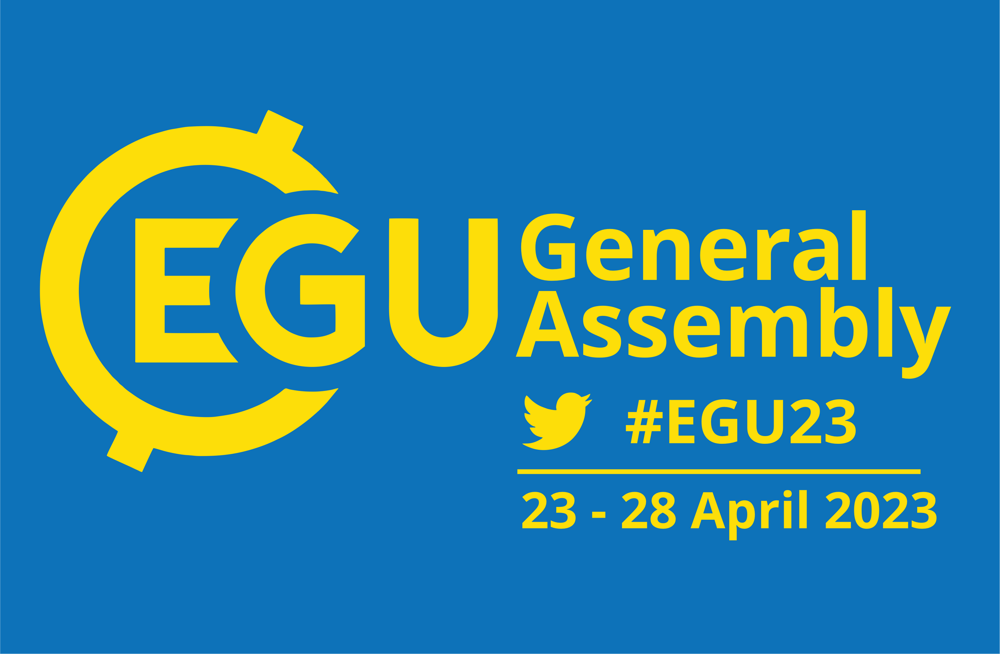 EGU
General
Assembly
#EGU23
23 - 28 April 2023